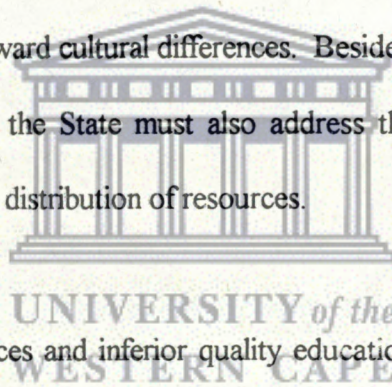 ward cultural differences. Beside
the State must also address th
distribution of resources.
UNIVERSITY of the
ces and inferior quality educatio
WESTERN CAPE